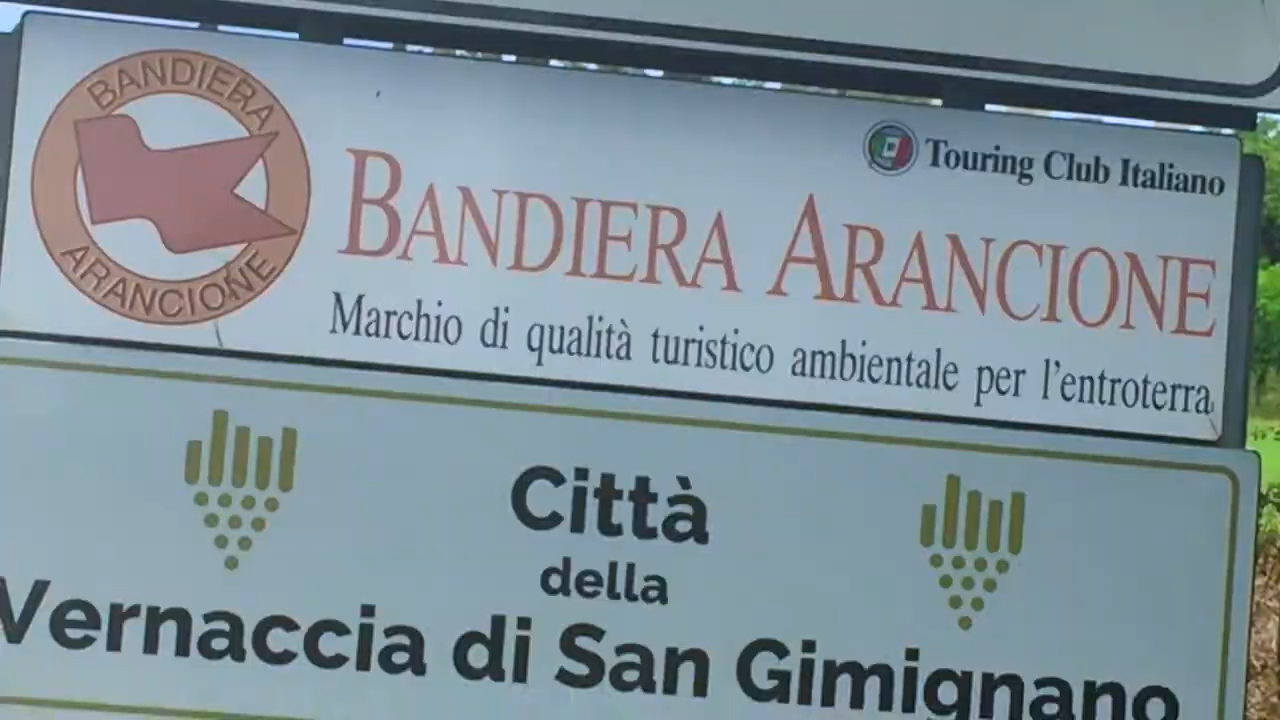 BANDIERA
ARANCIONE
Touring Club Italiano
BANDIERA ARANCIONE
Marchio di qualità turistico ambientale per l'entroterra
Città
della
Vernaccia di San Gimignano